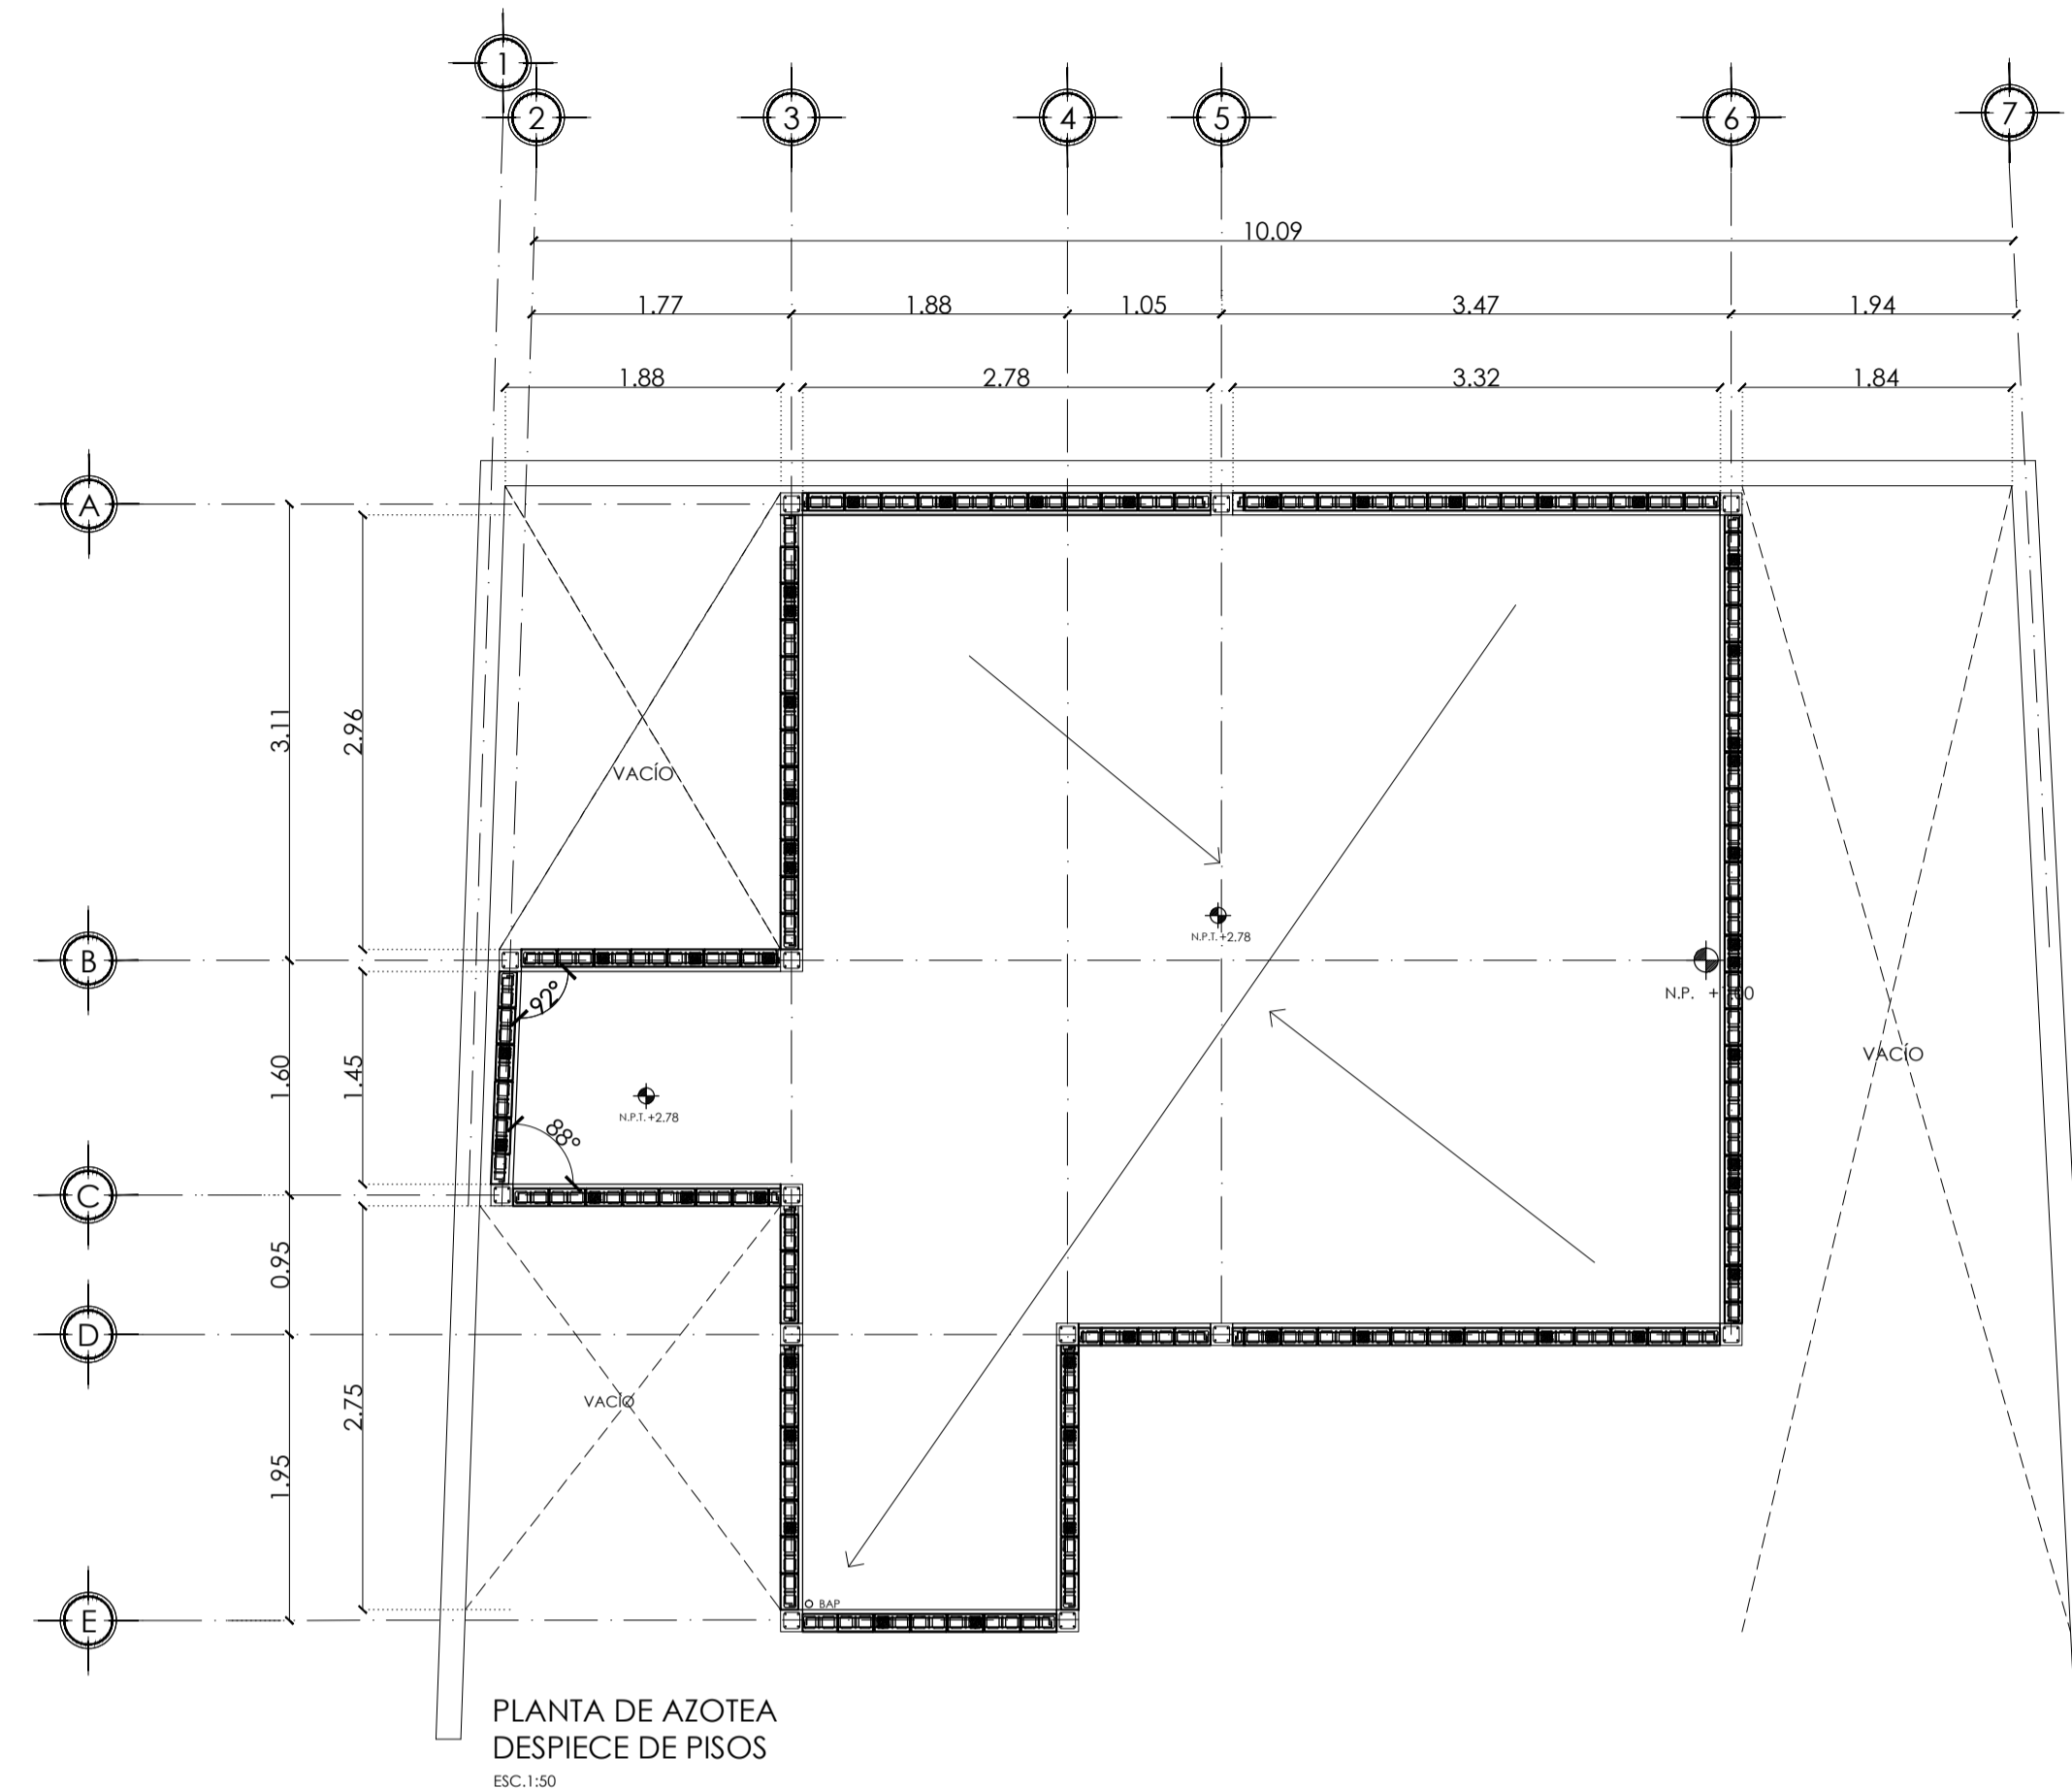 1
2
3
4
5
6
7
10.09
1.77
1.88
1.05
3.47
1.94
1.88
2.78
3.32
1.84
A
3.11
2.96
VACÍO
N.P.T. +2.78
B
N.P.
92°
VACÍO
1.60
1.45
N.P.T. +2.78
88°
C
0.95
D
2.75
VACÍO
1.95
BAP
E
PLANTA DE AZOTEA
DESPIECE DE PISOS
ESC.1:50